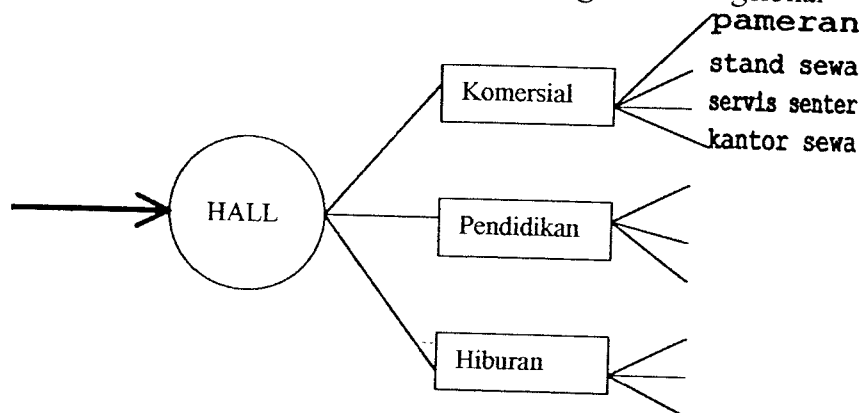 pameran
stand sewa
Komersial
servis senter
kantor sewa
HALL
Pendidikan
Hiburan